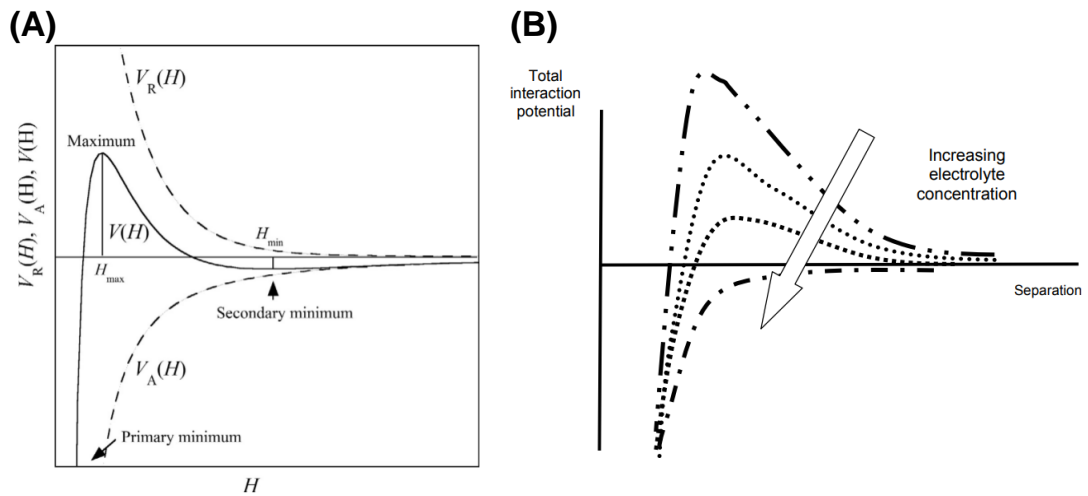 (A)
V_R(H), V_A(H), V(H)
V_R(H)
Maximum
V(H)
H_max
H_min
Secondary minimum
V_A(H)
Primary minimum
H
(B)
Total
interaction
potential
Increasing
electrolyte
concentration
Separation